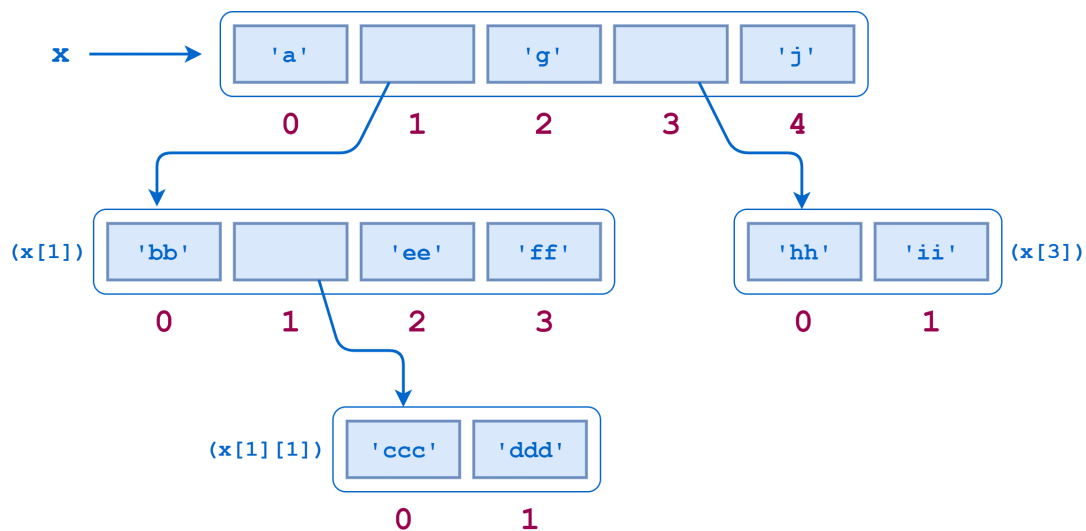 x 'a' 'g' 'j'
0 1 2 3 4
(x[1]) 'bb' 'ee' 'ff' 'hh' 'ii' (x[3])
0 1 2 3 0 1
(x[1][1]) 'ccc' 'ddd'
0 1